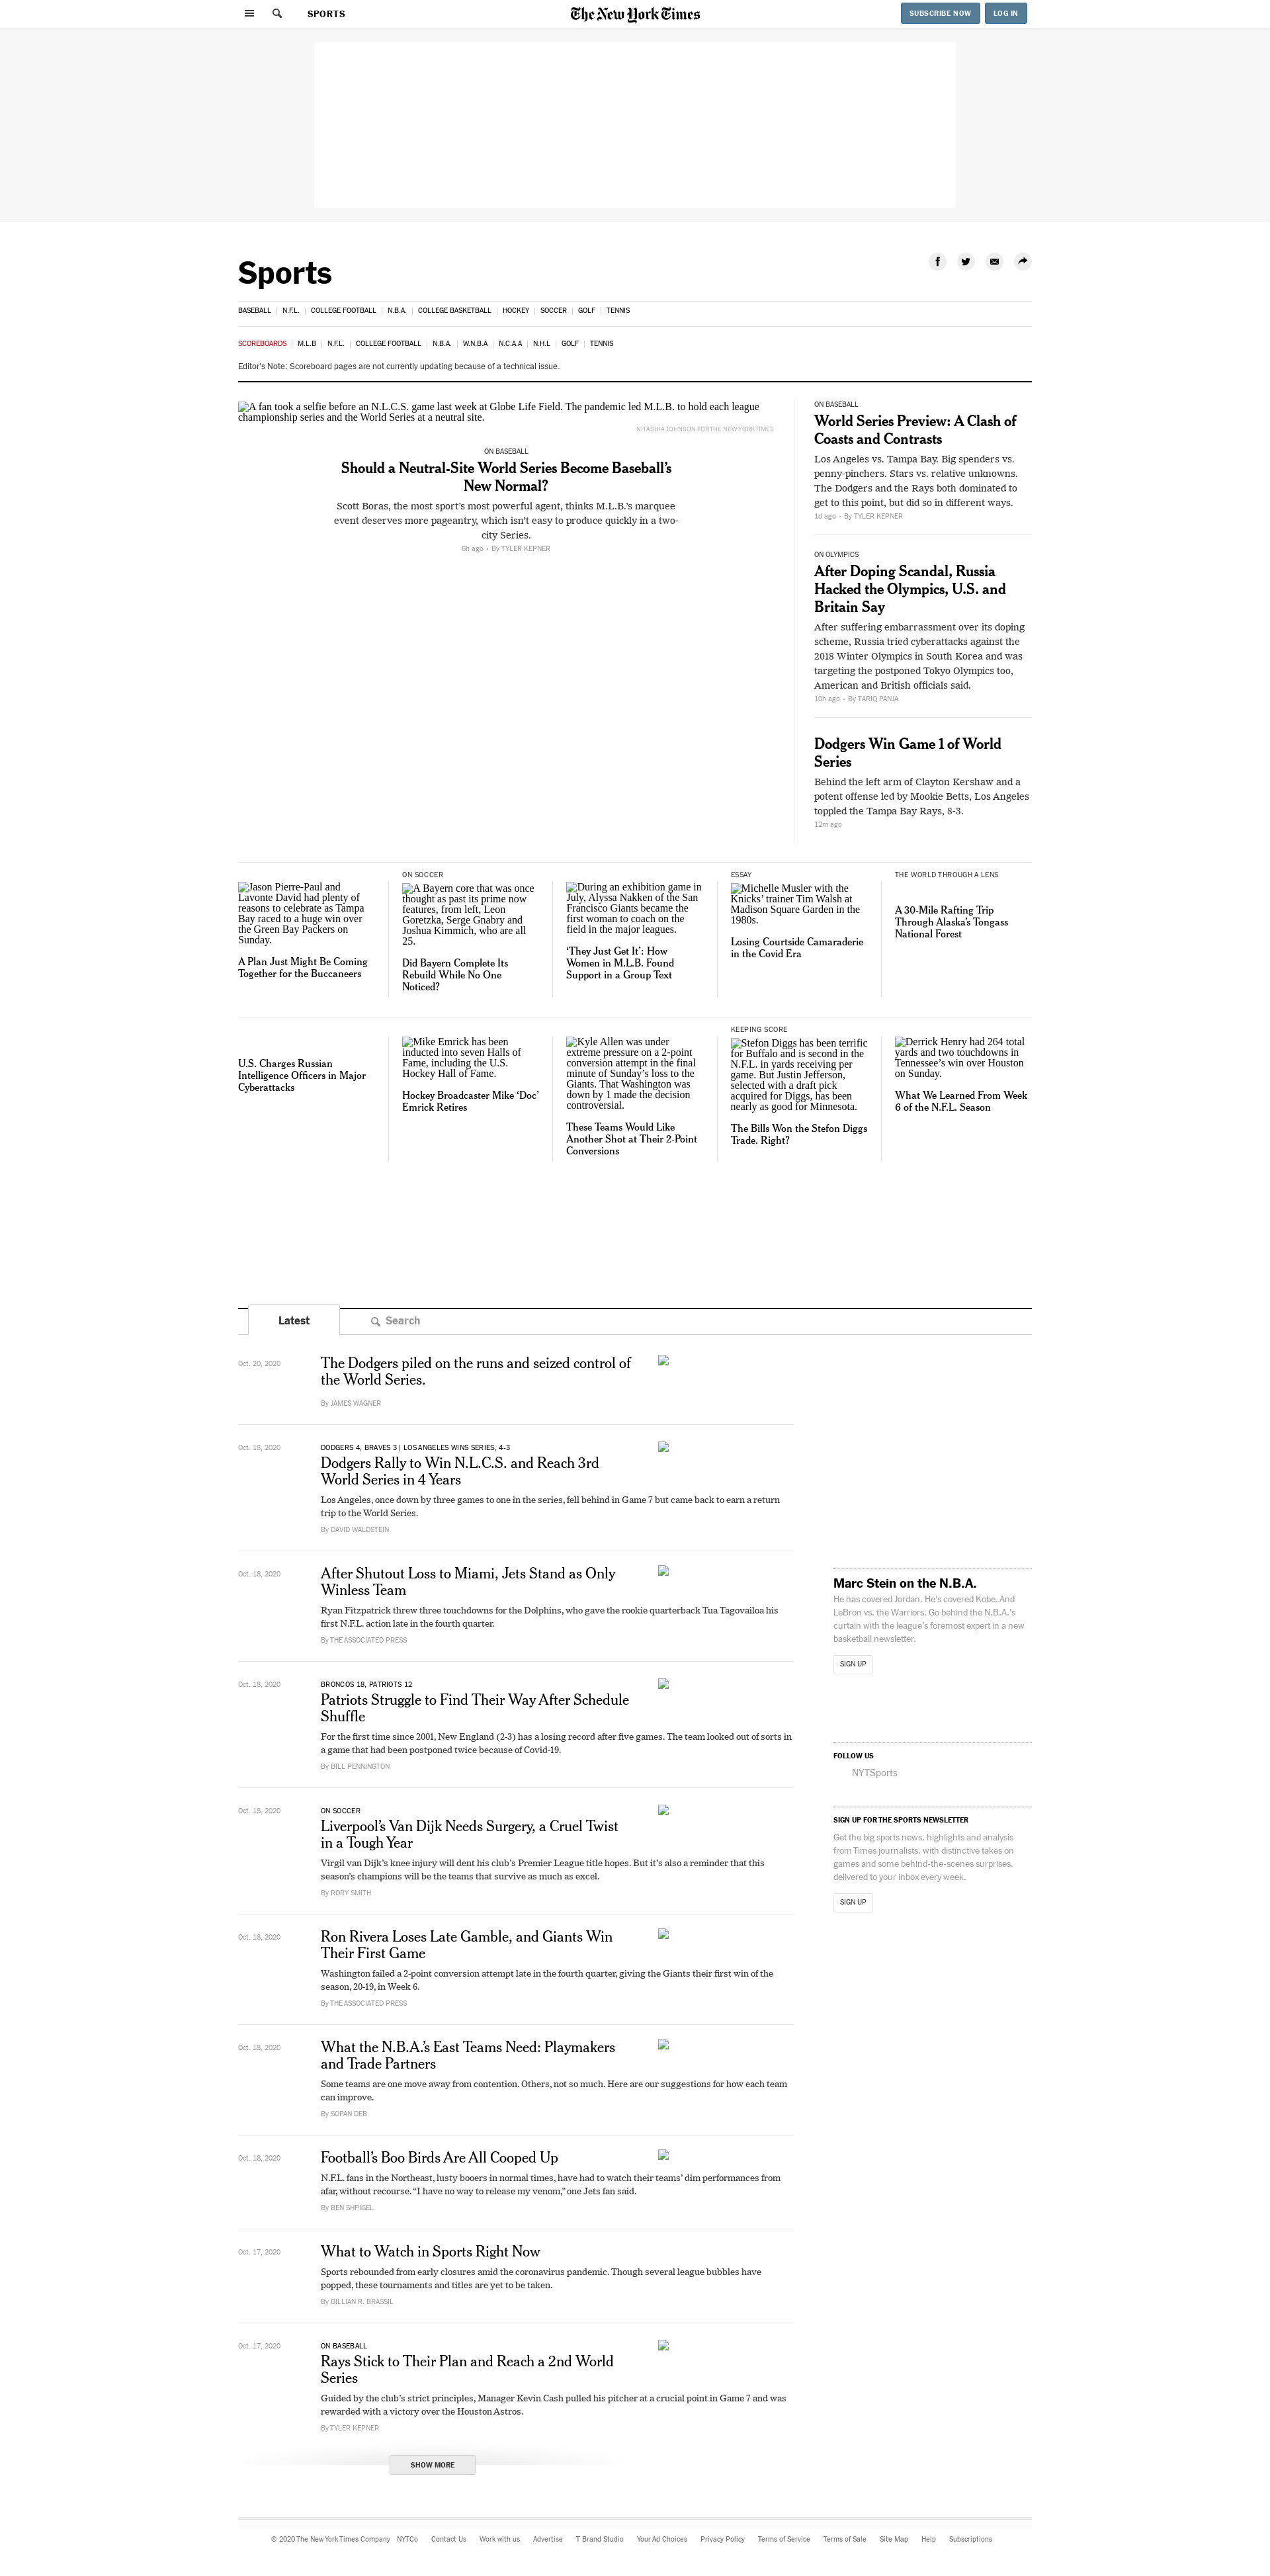 SPORTS
The New York Times
SUBSCRIBE NOW
LOG IN
Sports
BASEBALL | N.F.L. | COLLEGE FOOTBALL | N.B.A. | COLLEGE BASKETBALL | HOCKEY | SOCCER | GOLF | TENNIS
SCOREBOARDS | M.L.B | N.F.L. | COLLEGE FOOTBALL | N.B.A. | W.N.B.A | N.C.A.A | N.H.L | GOLF | TENNIS
Editor's Note: Scoreboard pages are not currently updating because of a technical issue.
A fan took a selfie before an N.L.C.S. game last week at Globe Life Field. The pandemic led M.L.B. to hold each league
championship series and the World Series at a neutral site.
NITASHIA JOHNSON FOR THE NEW YORK TIMES
ON BASEBALL
Should a Neutral-Site World Series Become Baseball’s
New Normal?
Scott Boras, the most sport’s most powerful agent, thinks M.L.B.’s marquee
event deserves more pageantry, which isn’t easy to produce quickly in a two-
city Series.
6h ago · By TYLER KEPNER
ON BASEBALL
World Series Preview: A Clash of
Coasts and Contrasts
Los Angeles vs. Tampa Bay. Big spenders vs.
penny-pinchers. Stars vs. relative unknowns.
The Dodgers and the Rays both dominated to
get to this point, but did so in different ways.
1d ago · By TYLER KEPNER
ON OLYMPICS
After Doping Scandal, Russia
Hacked the Olympics, U.S. and
Britain Say
After suffering embarrassment over its doping
scheme, Russia tried cyberattacks against the
2018 Winter Olympics in South Korea and was
targeting the postponed Tokyo Olympics too,
American and British officials said.
10h ago · By TARIQ PANJA
Dodgers Win Game 1 of World
Series
Behind the left arm of Clayton Kershaw and a
potent offense led by Mookie Betts, Los Angeles
toppled the Tampa Bay Rays, 8-3.
12m ago
Jason Pierre-Paul and
Lavonte David had plenty of
reasons to celebrate as Tampa
Bay raced to a huge win over
the Green Bay Packers on
Sunday.
A Plan Just Might Be Coming
Together for the Buccaneers
ON SOCCER
A Bayern core that was once
thought as past its prime now
features, from left, Leon
Goretzka, Serge Gnabry and
Joshua Kimmich, who are all
25.
Did Bayern Complete Its
Rebuild While No One
Noticed?
During an exhibition game in
July, Alyssa Nakken of the San
Francisco Giants became the
first woman to coach on the
field in the major leagues.
‘They Just Get It’: How
Women in M.L.B. Found
Support in a Group Text
ESSAY
Michelle Musler with the
Knicks’ trainer Tim Walsh at
Madison Square Garden in the
1980s.
Losing Courtside Camaraderie
in the Covid Era
THE WORLD THROUGH A LENS
A 30-Mile Rafting Trip
Through Alaska’s Tongass
National Forest
U.S. Charges Russian
Intelligence Officers in Major
Cyberattacks
Mike Emrick has been
inducted into seven Halls of
Fame, including the U.S.
Hockey Hall of Fame.
Hockey Broadcaster Mike ‘Doc’
Emrick Retires
Kyle Allen was under
extreme pressure on a 2-point
conversion attempt in the final
minute of Sunday’s loss to the
Giants. That Washington was
down by 1 made the decision
controversial.
These Teams Would Like
Another Shot at Their 2-Point
Conversions
KEEPING SCORE
Stefon Diggs has been terrific
for Buffalo and is second in the
N.F.L. in yards receiving per
game. But Justin Jefferson,
selected with a draft pick
acquired for Diggs, has been
nearly as good for Minnesota.
The Bills Won the Stefon Diggs
Trade. Right?
Derrick Henry had 264 total
yards and two touchdowns in
Tennessee’s win over Houston
on Sunday.
What We Learned From Week
6 of the N.F.L. Season
Latest
Search
Oct. 20, 2020
The Dodgers piled on the runs and seized control of
the World Series.
By JAMES WAGNER
Oct. 18, 2020
DODGERS 4, BRAVES 3 | LOS ANGELES WINS SERIES, 4-3
Dodgers Rally to Win N.L.C.S. and Reach 3rd
World Series in 4 Years
Los Angeles, once down by three games to one in the series, fell behind in Game 7 but came back to earn a return
trip to the World Series.
By DAVID WALDSTEIN
Oct. 18, 2020
After Shutout Loss to Miami, Jets Stand as Only
Winless Team
Ryan Fitzpatrick threw three touchdowns for the Dolphins, who gave the rookie quarterback Tua Tagovailoa his
first N.F.L. action late in the fourth quarter.
By THE ASSOCIATED PRESS
Oct. 18, 2020
BRONCOS 18, PATRIOTS 12
Patriots Struggle to Find Their Way After Schedule
Shuffle
For the first time since 2001, New England (2-3) has a losing record after five games. The team looked out of sorts in
a game that had been postponed twice because of Covid-19.
By BILL PENNINGTON
Oct. 18, 2020
ON SOCCER
Liverpool’s Van Dijk Needs Surgery, a Cruel Twist
in a Tough Year
Virgil van Dijk’s knee injury will dent his club’s Premier League title hopes. But it’s also a reminder that this
season’s champions will be the teams that survive as much as excel.
By RORY SMITH
Oct. 18, 2020
Ron Rivera Loses Late Gamble, and Giants Win
Their First Game
Washington failed a 2-point conversion attempt late in the fourth quarter, giving the Giants their first win of the
season, 20-19, in Week 6.
By THE ASSOCIATED PRESS
Oct. 18, 2020
What the N.B.A.’s East Teams Need: Playmakers
and Trade Partners
Some teams are one move away from contention. Others, not so much. Here are our suggestions for how each team
can improve.
By SOPAN DEB
Oct. 18, 2020
Football’s Boo Birds Are All Cooped Up
N.F.L. fans in the Northeast, lusty booers in normal times, have had to watch their teams’ dim performances from
afar, without recourse. “I have no way to release my venom,” one Jets fan said.
By BEN SHPIGEL
Oct. 17, 2020
What to Watch in Sports Right Now
Sports rebounded from early closures amid the coronavirus pandemic. Though several league bubbles have
popped, these tournaments and titles are yet to be taken.
By GILLIAN R. BRASSIL
Oct. 17, 2020
ON BASEBALL
Rays Stick to Their Plan and Reach a 2nd World
Series
Guided by the club’s strict principles, Manager Kevin Cash pulled his pitcher at a crucial point in Game 7 and was
rewarded with a victory over the Houston Astros.
By TYLER KEPNER
SHOW MORE
Marc Stein on the N.B.A.
He has covered Jordan. He's covered Kobe. And
LeBron vs. the Warriors. Go behind the N.B.A.'s
curtain with the league's foremost expert in a new
basketball newsletter.
SIGN UP
FOLLOW US
NYTSports
SIGN UP FOR THE SPORTS NEWSLETTER
Get the big sports news, highlights and analysis
from Times journalists, with distinctive takes on
games and some behind-the-scenes surprises,
delivered to your inbox every week.
SIGN UP
© 2020 The New York Times Company NYTCo Contact Us Work with us Advertise T Brand Studio Your Ad Choices Privacy Policy Terms of Service Terms of Sale Site Map Help Subscriptions